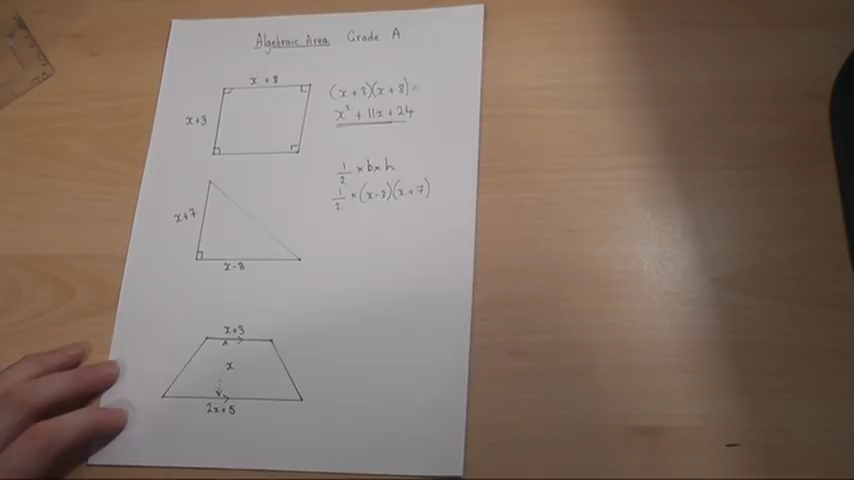 Algebraic Area Grade A
x + 8
x+3
(x+3)(x+8)=
x² + 11x + 24
1/2 × b × h
1/2 × (x-3)(x+7)
x+7
x-3
x+3
x
2x+5